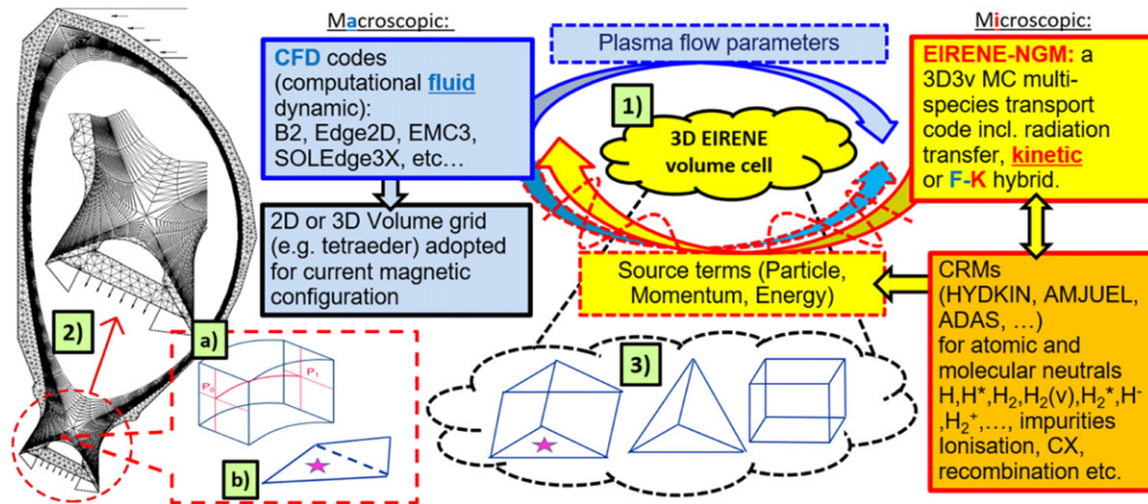 Macroscopic:
CFD codes
(computational fluid
dynamic):
B2, Edge2D, EMC3,
SOLEdge3X, etc…
2D or 3D Volume grid
(e.g. tetraeder) adopted
for current magnetic
configuration
Plasma flow parameters
1)
3D EIRENE
volume cell
Source terms (Particle,
Momentum, Energy)
Microscopic:
EIRENE-NGM: a
3D3v MC multi-
species transport
code incl. radiation
transfer, kinetic
or F-K hybrid.
CRMs
(HYDKIN, AMJUEL,
ADAS, …)
for atomic and
molecular neutrals
H,H*,H₂,H₂(v),H₂*,H⁻
,H₂⁺,…, impurities
Ionisation, CX,
recombination etc.
2)
a)
P₀
P₁
b)
3)